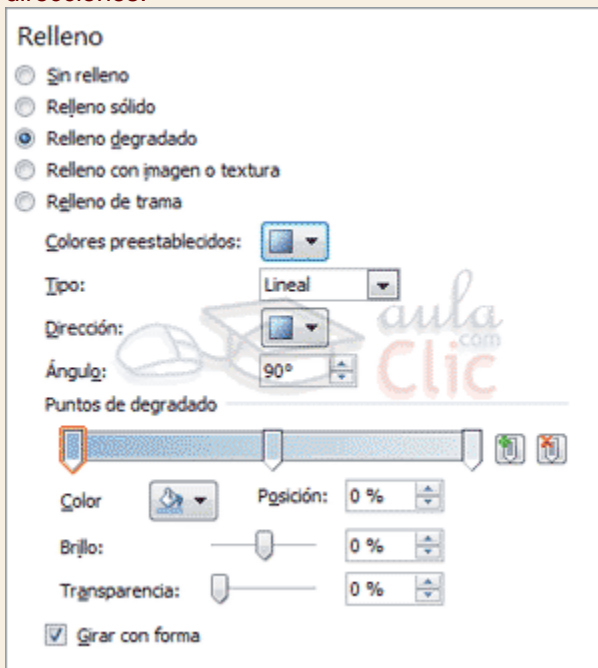 direcciones:
Relleno
Sin relleno
Relleno sólido
Relleno degradado
Relleno con imagen o textura
Relleno de trama
Colores preestablecidos:
Tipo: Lineal
Dirección:
Ángulo: 90°
aula
.com
Clic
Puntos de degradado
Color Posición: 0 %
Brillo: 0 %
Transparencia: 0 %
Girar con forma